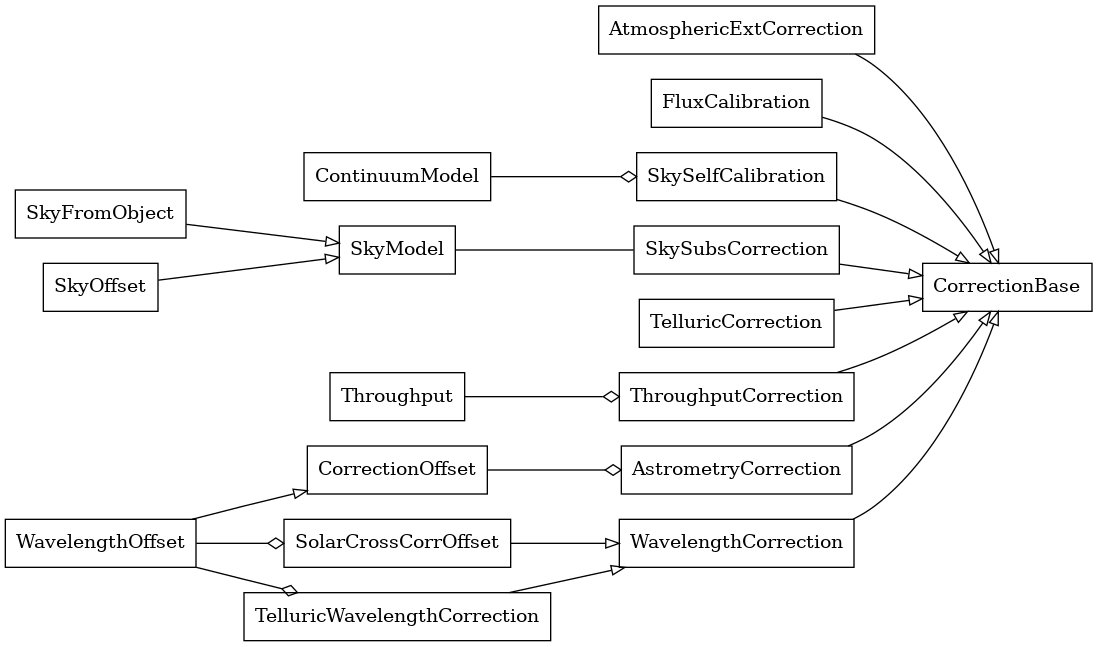 AtmosphericExtCorrection
FluxCalibration
ContinuumModel
SkySelfCalibration
SkyFromObject
SkyModel
SkySubsCorrection
SkyOffset
CorrectionBase
TelluricCorrection
Throughput
ThroughputCorrection
CorrectionOffset
AstrometryCorrection
WavelengthOffset
SolarCrossCorrOffset
WavelengthCorrection
TelluricWavelengthCorrection